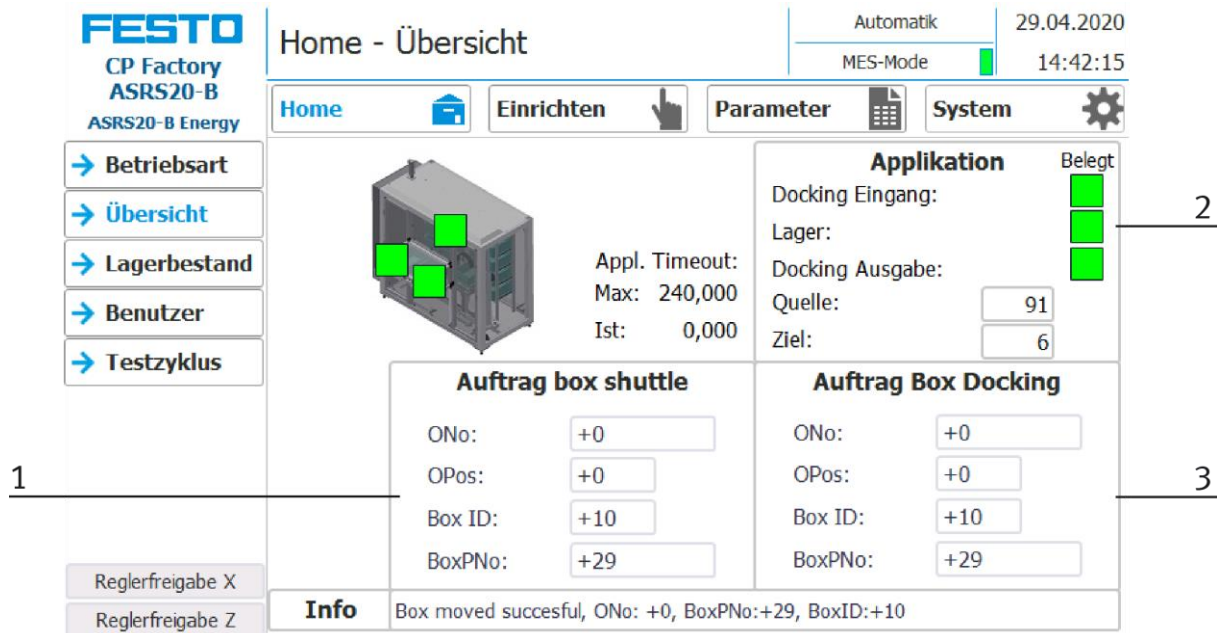 FESTO
CP Factory
ASRS20-B
ASRS20-B Energy
Home - Übersicht
Automatik
29.04.2020
MES-Mode
14:42:15
Home
Einrichten
Parameter
System
Betriebsart
Übersicht
Lagerbestand
Benutzer
Testzyklus
Appl. Timeout:
Max: 240,000
Ist: 0,000
Applikation
Belegt
Docking Eingang:
Lager:
Docking Ausgabe:
Quelle: 91
Ziel: 6
2
Auftrag box shuttle
ONo: +0
OPos: +0
Box ID: +10
BoxPNo: +29
1
Auftrag Box Docking
ONo: +0
OPos: +0
Box ID: +10
BoxPNo: +29
3
Reglerfreigabe X
Reglerfreigabe Z
Info
Box moved succesful, ONo: +0, BoxPNo:+29, BoxID:+10